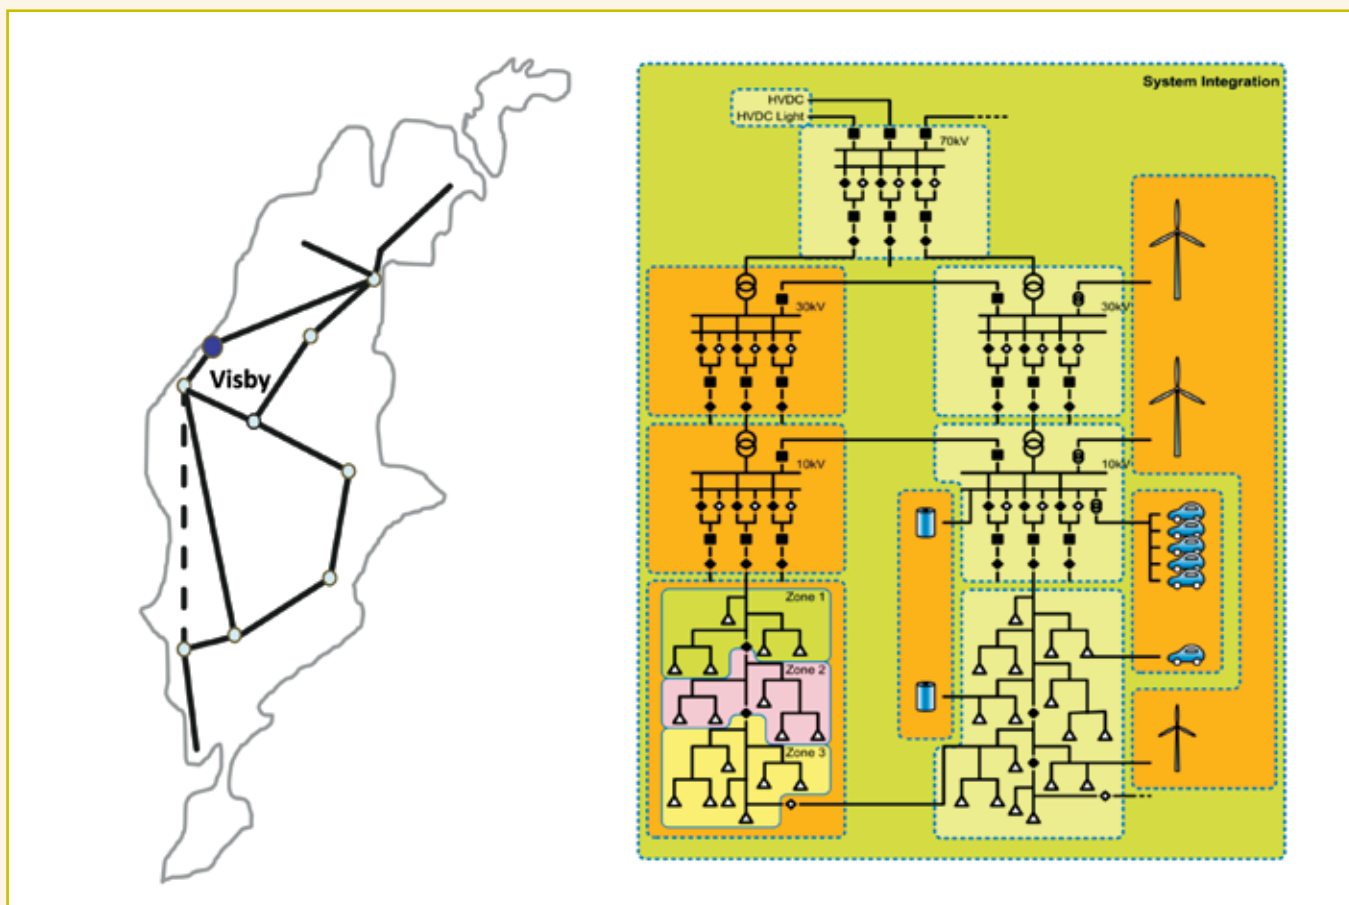 Visby
System Integration
HVDC
HVDC Light
70kV
30kV
30kV
10kV
10kV
Zone 1
Zone 2
Zone 3